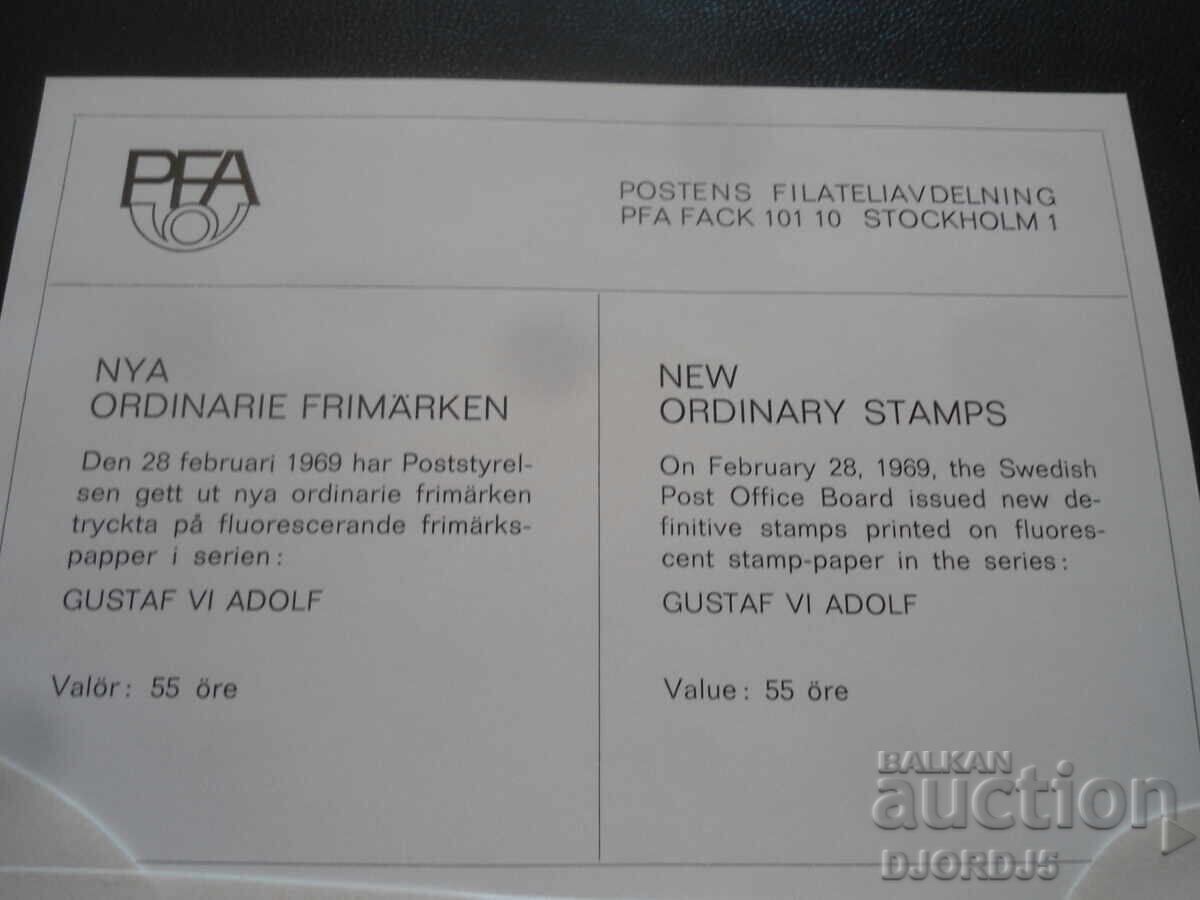 PFA
POSTENS FILATELIAVDELNING
PFA FACK 101 10 STOCKHOLM 1
NYA
ORDINARIE FRIMÄRKEN
Den 28 februari 1969 har Poststyrel-
sen gett ut nya ordinarie frimärken
tryckta på fluorescerande frimärks-
papper i serien:
GUSTAF VI ADOLF
Valör: 55 öre
NEW
ORDINARY STAMPS
On February 28, 1969, the Swedish
Post Office Board issued new de-
finitive stamps printed on fluores-
cent stamp-paper in the series:
GUSTAF VI ADOLF
Value: 55 öre
BALKAN
auction
DJORDJ5